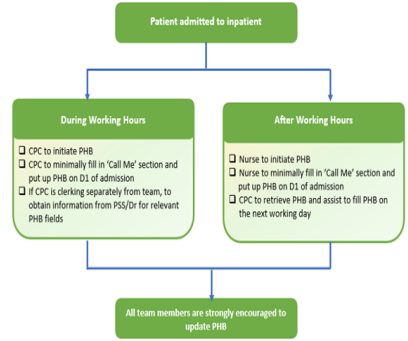 Patient admitted to inpatient
During Working Hours
❑ CPC to initiate PHB
❑ CPC to minimally fill in 'Call Me' section and
put up PHB on D1 of admission
❑ If CPC is clerking separately from team, to
obtain information from PSS/Dr for relevant
PHB fields
After Working Hours
❑ Nurse to initiate PHB
❑ Nurse to minimally fill in 'Call Me' section and
put up PHB on D1 of admission
❑ CPC to retrieve PHB and assist to fill PHB on
the next working day
All team members are strongly encouraged to
update PHB